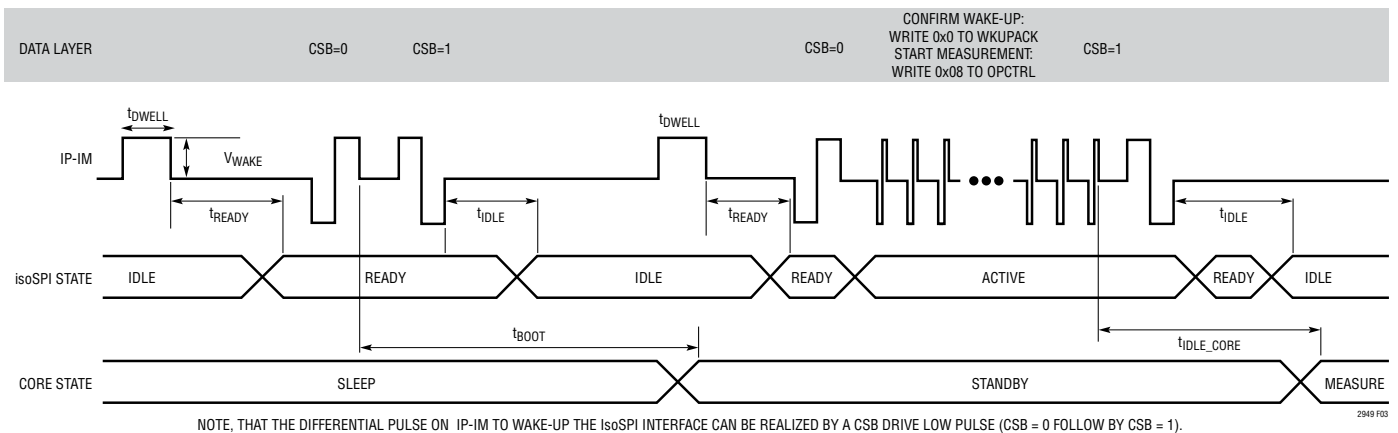 DATA LAYER
CSB=0
CSB=1
CSB=0
CONFIRM WAKE-UP:
WRITE 0x0 TO WKUPACK
START MEASUREMENT:
WRITE 0x08 TO OPCTRL
CSB=1
IP-IM
tDWELL
VWAKE
tREADY
tIDLE
tDWELL
tREADY
tIDLE
isoSPI STATE
IDLE
READY
IDLE
READY
ACTIVE
READY
IDLE
tBOOT
tIDLE_CORE
CORE STATE
SLEEP
STANDBY
MEASURE
2949 F03
NOTE, THAT THE DIFFERENTIAL PULSE ON IP-IM TO WAKE-UP THE IsoSPI INTERFACE CAN BE REALIZED BY A CSB DRIVE LOW PULSE (CSB = 0 FOLLOW BY CSB = 1).